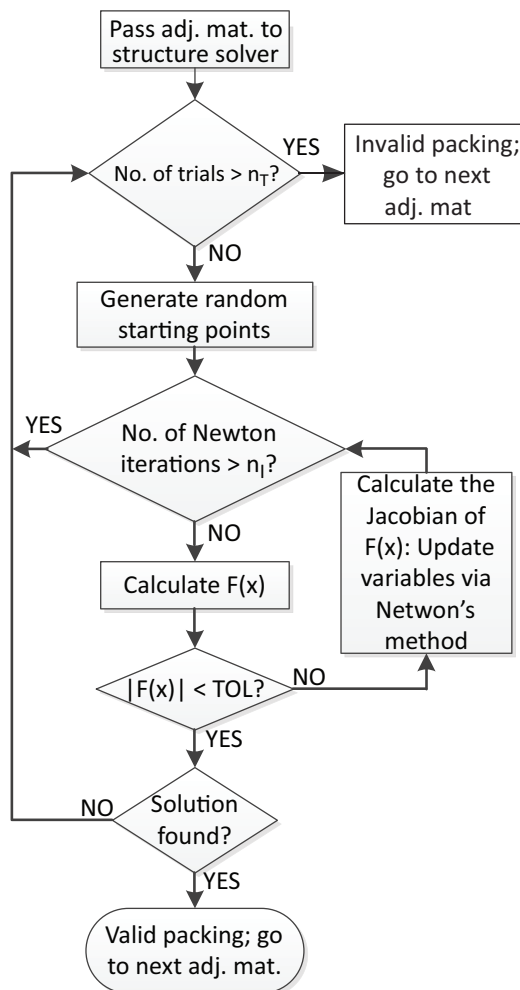 Pass adj. mat. to
structure solver
No. of trials > nT?
YES
Invalid packing;
go to next
adj. mat
NO
Generate random
starting points
YES
No. of Newton
iterations > nI?
NO
Calculate the
Jacobian of
F(x): Update
variables via
Netwon's
method
Calculate F(x)
|F(x)| < TOL?
NO
YES
NO
Solution
found?
YES
Valid packing; go
to next adj. mat.